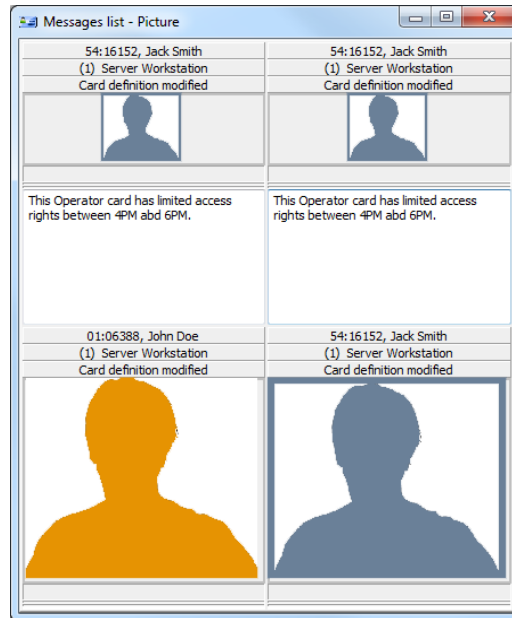 Messages list - Picture
54:16152, Jack Smith
(1) Server Workstation
Card definition modified
This Operator card has limited access
rights between 4PM abd 6PM.
54:16152, Jack Smith
(1) Server Workstation
Card definition modified
This Operator card has limited access
rights between 4PM abd 6PM.
01:06388, John Doe
(1) Server Workstation
Card definition modified
54:16152, Jack Smith
(1) Server Workstation
Card definition modified